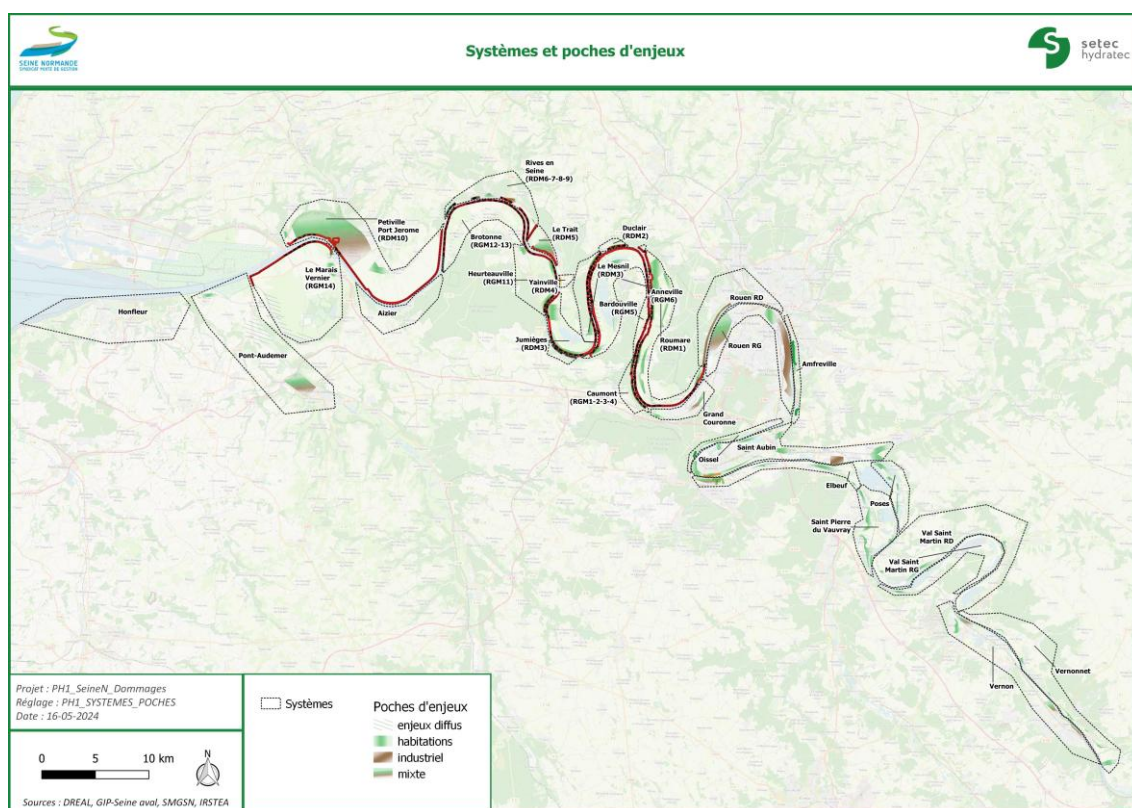 SEINE NORMANDE
SYNDICAT MIXTE DE GESTION
Systèmes et poches d'enjeux
setec
hydratec
Rives en
Seine
(RDM6-7-8-9)
Petiville
Port Jerome
(RDM10)
Le Trait
(RDM5)
Duclair
(RDM2)
Brotonne
(RGM12-13)
Le Marais
Vernier
(RGM14)
Heurteauville
(RGM11)
Yainville
(RDM4)
Le Mesnil
(RDM3)
Anneville
(RGM6)
Bardouville
(RGM5)
Rouen RD
Honfleur
Aizier
Jumièges
(RDM3)
Roumare
(RDM1)
Rouen RG
Pont-Audemer
Amfreville
Caumont
(RGM1-2-3-4)
Grand
Couronne
Saint Aubin
Oissel
Elbeuf
Poses
Saint Pierre
du Vauvray
Val Saint
Martin RD
Val Saint
Martin RG
Vernonnet
Vernon
Projet : PH1_SeineN_Dommages
Réglage : PH1_SYSTEMES_POCHES
Date : 16-05-2024
0 5 10 km
N
Sources : DREAL, GIP-Seine aval, SMGSN, IRSTEA
Systèmes
Poches d'enjeux
enjeux diffus
habitations
industriel
mixte